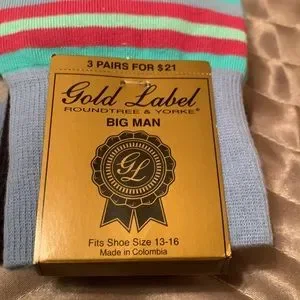 3 PAIRS FOR $21
Gold Label
ROUNDTREE & YORKE®
BIG MAN
GL
Fits Shoe Size 13-16
Made in Colombia